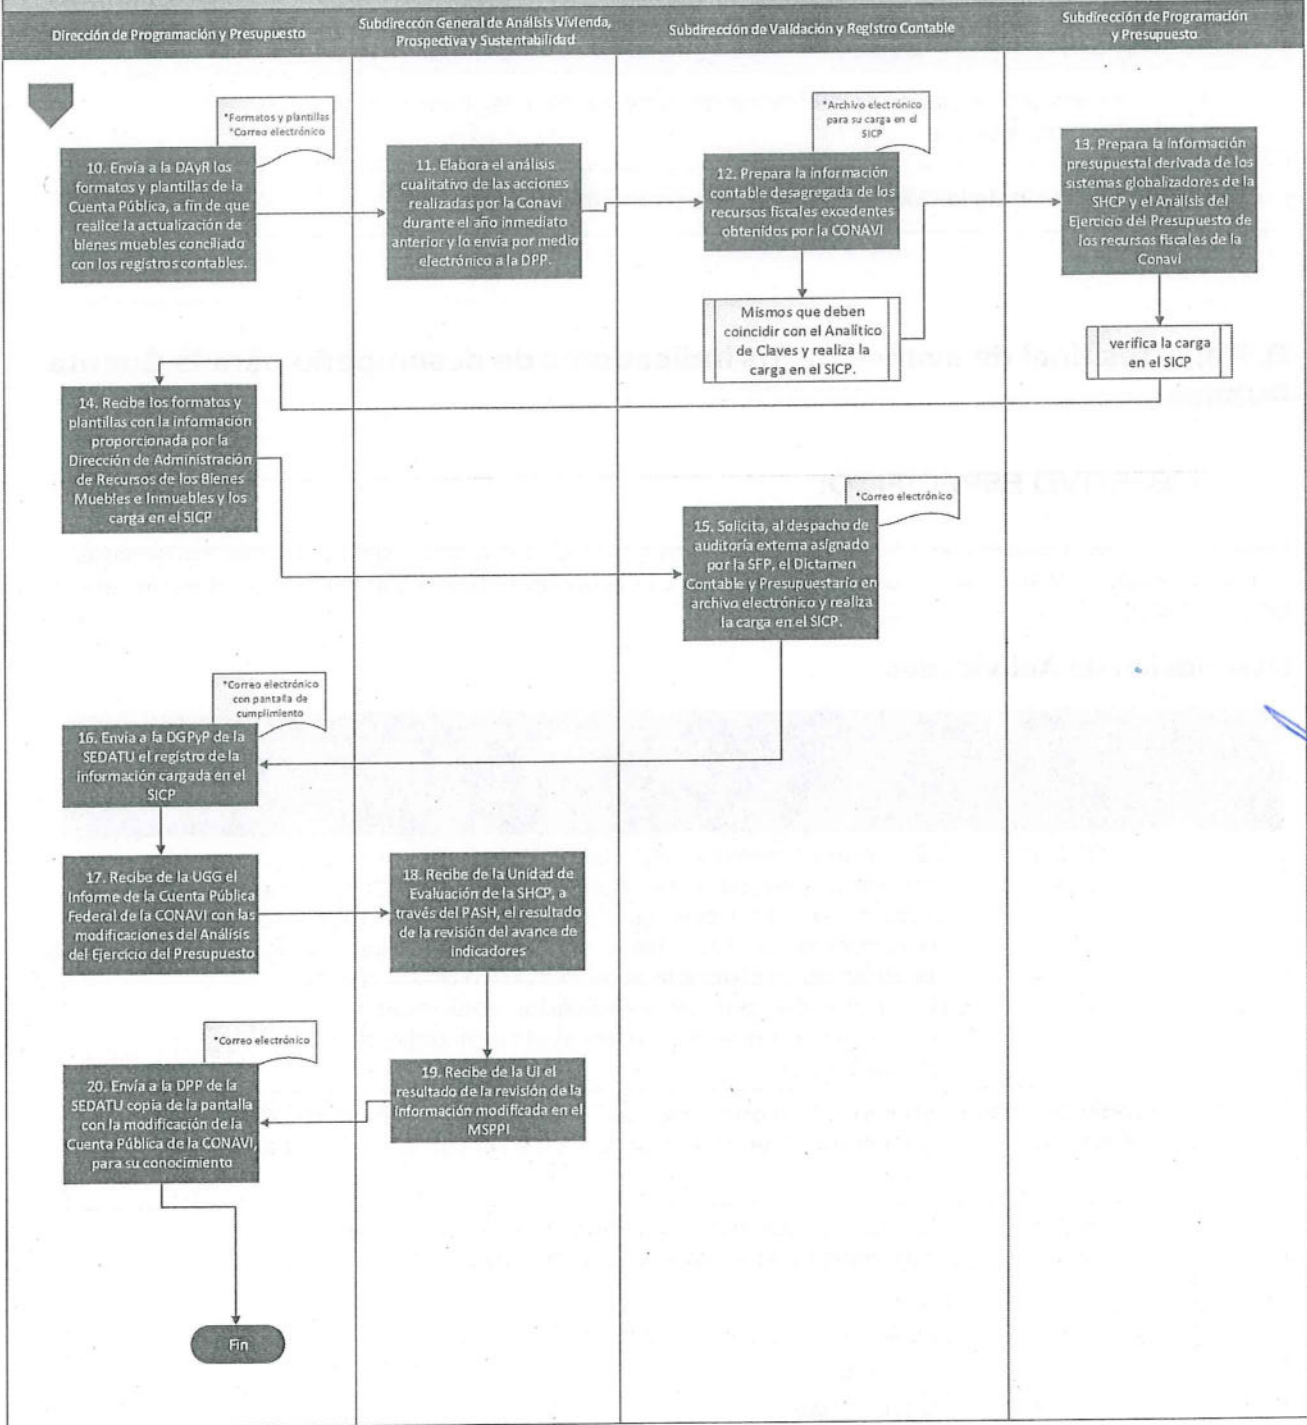 Dirección de Programación y Presupuesto
Subdireccón General de Análisis Vivienda,
Prospectiva y Sustentabilidad
Subdirección de Validación y Registro Contable
Subdirección de Programación
y Presupuesto
*Formatos y plantillas
*Correo electrónico
10. Envía a la DAyR los
formatos y plantillas de la
Cuenta Pública, a fin de que
realice la actualización de
bienes muebles conciliado
con los registros contables.
11. Elabora el análisis
cualitativo de las acciones
realizadas por la Conavi
durante el año inmediato
anterior y lo envía por medio
electrónico a la DPP.
*Archivo electrónico
para su carga en el
SICP
12. Prepara la información
contable desagregada de los
recursos fiscales excedentes
obtenidos por la CONAVI
Mismos que deben
coincidir con el Analítico
de Claves y realiza la
carga en el SICP.
13. Prepara la información
presupuestal derivada de los
sistemas globalizadores de la
SHCP y el Análisis del
Ejercicio del Presupuesto de
los recursos fiscales de la
Conavi
verifica la carga
en el SICP
14. Recibe los formatos y
plantillas con la información
proporcionada por la
Dirección de Administración
de Recursos de los Bienes
Muebles e Inmuebles y los
carga en el SICP
*Correo electrónico
15. Solicita, al despacho de
auditoría externa asignado
por la SFP, el Dictamen
Contable y Presupuestario en
archivo electrónico y realiza
la carga en el SICP.
*Correo electrónico
con pantalla de
cumplimiento
16. Envía a la DGPyP de la
SEDATU el registro de la
información cargada en el
SICP
17. Recibe de la UGG el
Informe de la Cuenta Pública
Federal de la CONAVI con las
modificaciones del Análisis
del Ejercicio del Presupuesto
18. Recibe de la Unidad de
Evaluación de la SHCP, a
través del PASH, el resultado
de la revisión del avance de
indicadores
19. Recibe de la UI el
resultado de la revisión de la
información modificada en el
MSPPI
*Correo electrónico
20. Envía a la DPP de la
SEDATU copia de la pantalla
con la modificación de la
Cuenta Pública de la CONAVI,
para su conocimiento
Fin